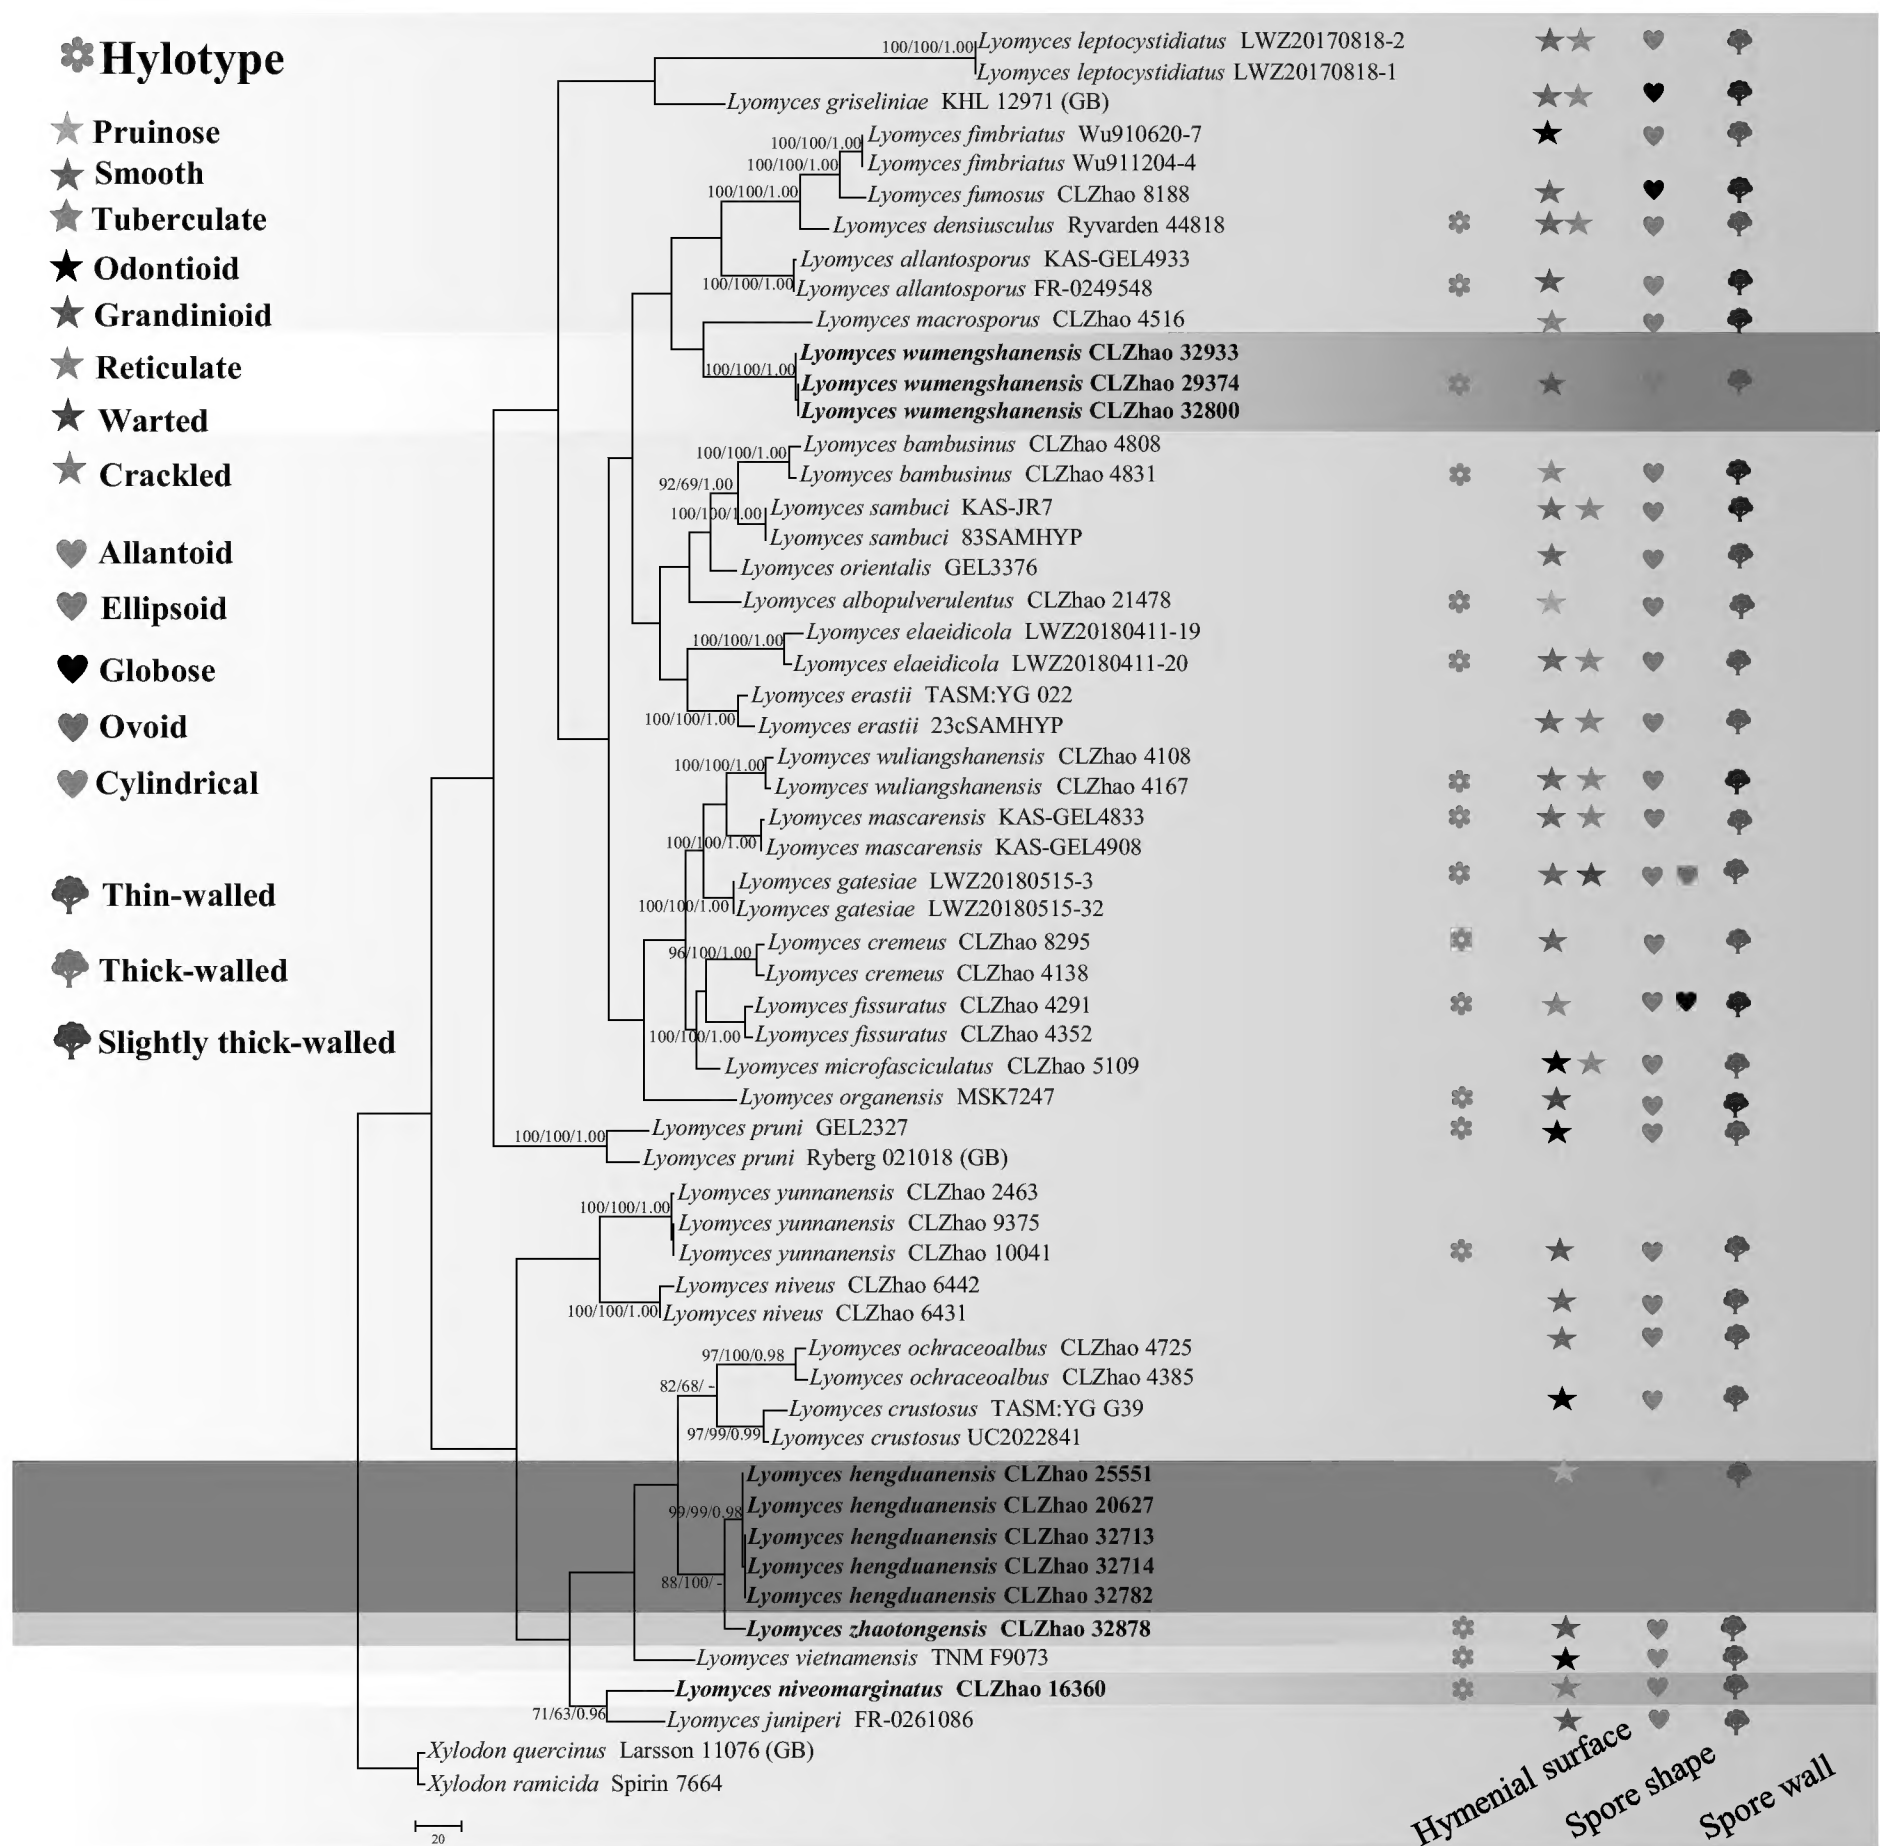 Hylotype
Pruinose
Smooth
Tuberculate
Odontioid
Grandinioid
Reticulate
Warted
Crackled
Allantoid
Ellipsoid
Globose
Ovoid
Cylindrical
Thin-walled
Thick-walled
Slightly thick-walled
100/100/1.00 Lyomyces leptocystidiatus LWZ20170818-2
Lyomyces leptocystidiatus LWZ20170818-1
Lyomyces griseliniae KHL 12971 (GB)
100/100/1.00 Lyomyces fimbriatus Wu910620-7
100/100/1.00 Lyomyces fimbriatus Wu911204-4
100/100/1.00 Lyomyces fumosus CLZhao 8188
Lyomyces densiusculus Ryvarden 44818
Lyomyces allantosporus KAS-GEL4933
100/100/1.00 Lyomyces allantosporus FR-0249548
Lyomyces macrosporus CLZhao 4516
Lyomyces wumengshanensis CLZhao 32933
100/100/1.00 Lyomyces wumengshanensis CLZhao 29374
Lyomyces wumengshanensis CLZhao 32800
100/100/1.00 Lyomyces bambusinus CLZhao 4808
Lyomyces bambusinus CLZhao 4831
92/69/1.00
100/100/1.00 Lyomyces sambuci KAS-JR7
Lyomyces sambuci 83SAMHYP
Lyomyces orientalis GEL3376
Lyomyces albopulverulentus CLZhao 21478
100/100/1.00 Lyomyces elaeidicola LWZ20180411-19
Lyomyces elaeidicola LWZ20180411-20
Lyomyces erastii TASM:YG 022
100/100/1.00 Lyomyces erastii 23cSAMHYP
100/100/1.00 Lyomyces wuliangshanensis CLZhao 4108
Lyomyces wuliangshanensis CLZhao 4167
Lyomyces mascarensis KAS-GEL4833
100/100/1.00 Lyomyces mascarensis KAS-GEL4908
Lyomyces gatesiae LWZ20180515-3
100/100/1.00 Lyomyces gatesiae LWZ20180515-32
96/100/1.00 Lyomyces cremeus CLZhao 8295
Lyomyces cremeus CLZhao 4138
Lyomyces fissuratus CLZhao 4291
100/100/1.00 Lyomyces fissuratus CLZhao 4352
Lyomyces microfasciculatus CLZhao 5109
Lyomyces organensis MSK7247
100/100/1.00 Lyomyces pruni GEL2327
Lyomyces pruni Ryberg 021018 (GB)
Lyomyces yunnanensis CLZhao 2463
100/100/1.00 Lyomyces yunnanensis CLZhao 9375
Lyomyces yunnanensis CLZhao 10041
Lyomyces niveus CLZhao 6442
100/100/1.00 Lyomyces niveus CLZhao 6431
97/100/0.98 Lyomyces ochraceoalbus CLZhao 4725
Lyomyces ochraceoalbus CLZhao 4385
82/68/ -
Lyomyces crustosus TASM:YG G39
97/99/0.99 Lyomyces crustosus UC2022841
Lyomyces hengduanensis CLZhao 25551
99/99/0.98 Lyomyces hengduanensis CLZhao 20627
Lyomyces hengduanensis CLZhao 32713
Lyomyces hengduanensis CLZhao 32714
88/100/ - Lyomyces hengduanensis CLZhao 32782
Lyomyces zhaotongensis CLZhao 32878
Lyomyces vietnamensis TNM F9073
Lyomyces niveomarginatus CLZhao 16360
71/63/0.96 Lyomyces juniperi FR-0261086
Xylodon quercinus Larsson 11076 (GB)
Xylodon ramicida Spirin 7664
20
Hymenial surface
Spore shape
Spore wall